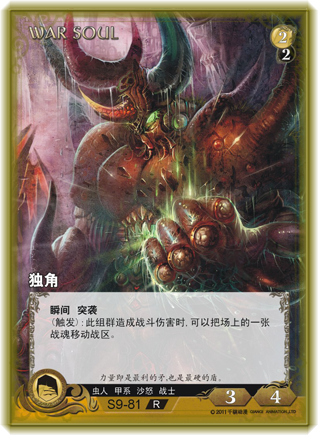 WAR SOUL
2
2
独角
瞬间 突袭
(触发):此组群造成战斗伤害时,可以把场上的一张
战魂移动战区。
力量即是最利的矛,也是最硬的盾。
虫人 甲系 沙怒 战士
S9-81 R
3 4
© 2011 千骐动漫